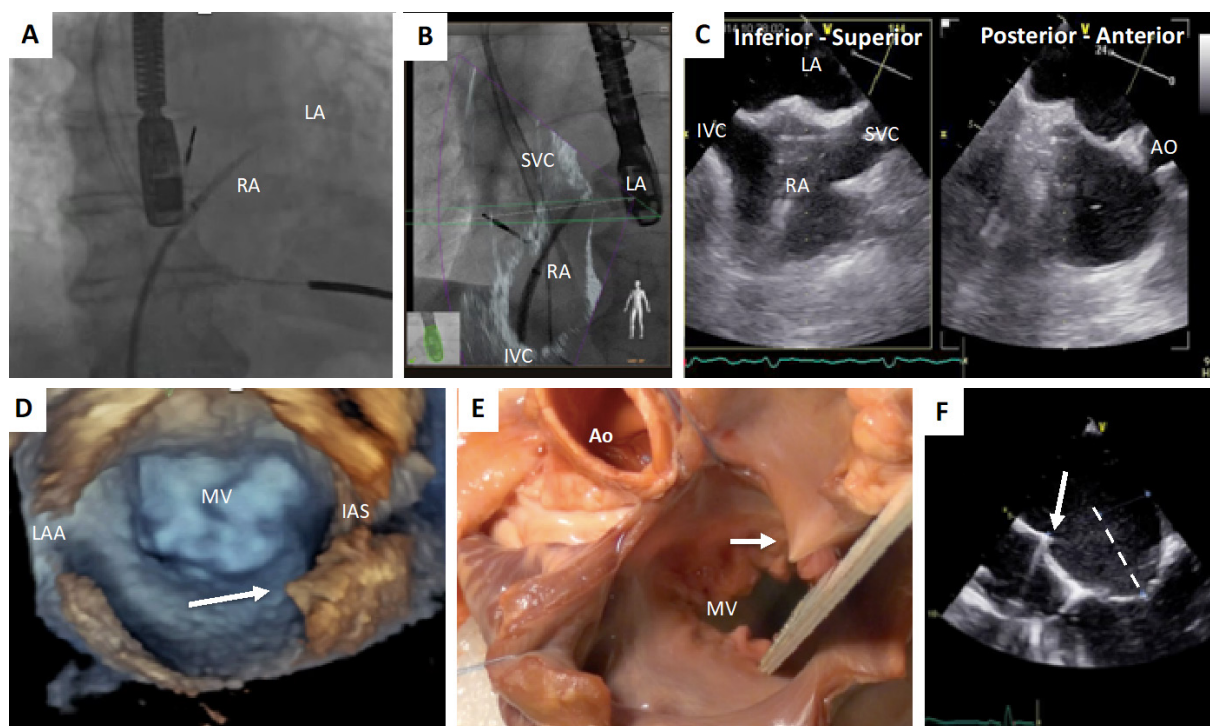 A
LA
RA
B
SVC
LA
RA
IVC
C
Inferior - Superior
LA
IVC
SVC
RA
Posterior - Anterior
V
AO
D
MV
IAS
LAA
E
Ao
MV
F
V